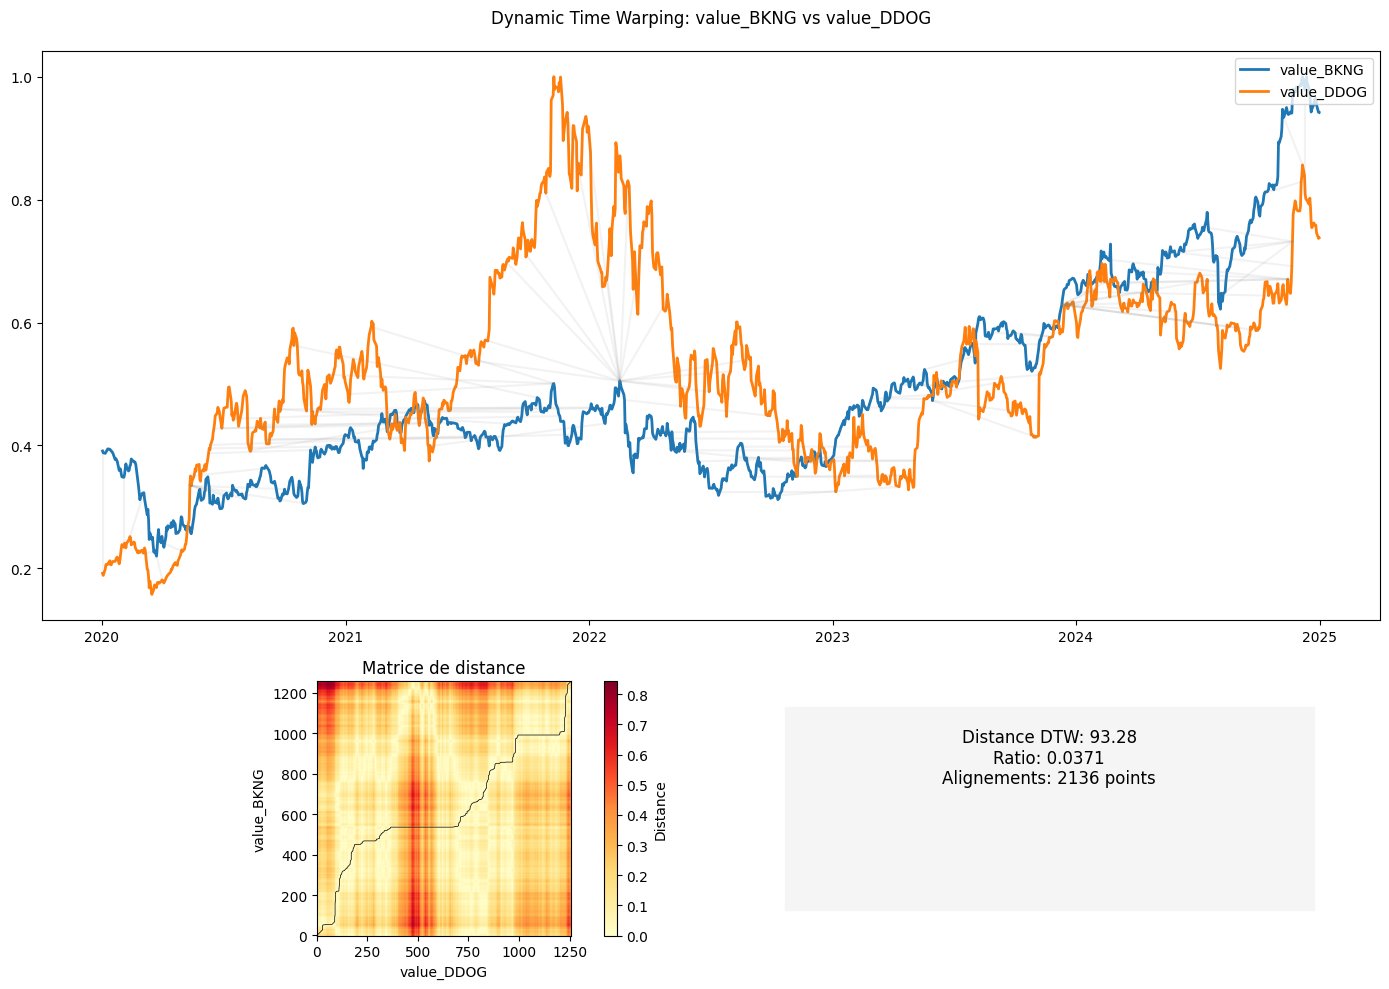 Dynamic Time Warping: value_BKNG vs value_DDOG
1.0
0.8
0.6
0.4
0.2
value_BKNG
value_DDOG
2020 2021 2022 2023 2024 2025
Matrice de distance
1200
1000
800
600
400
200
0
value_BKNG
0 250 500 750 1000 1250
value_DDOG
0.8
0.7
0.6
0.5
0.4
0.3
0.2
0.1
0.0
Distance
Distance DTW: 93.28
Ratio: 0.0371
Alignements: 2136 points